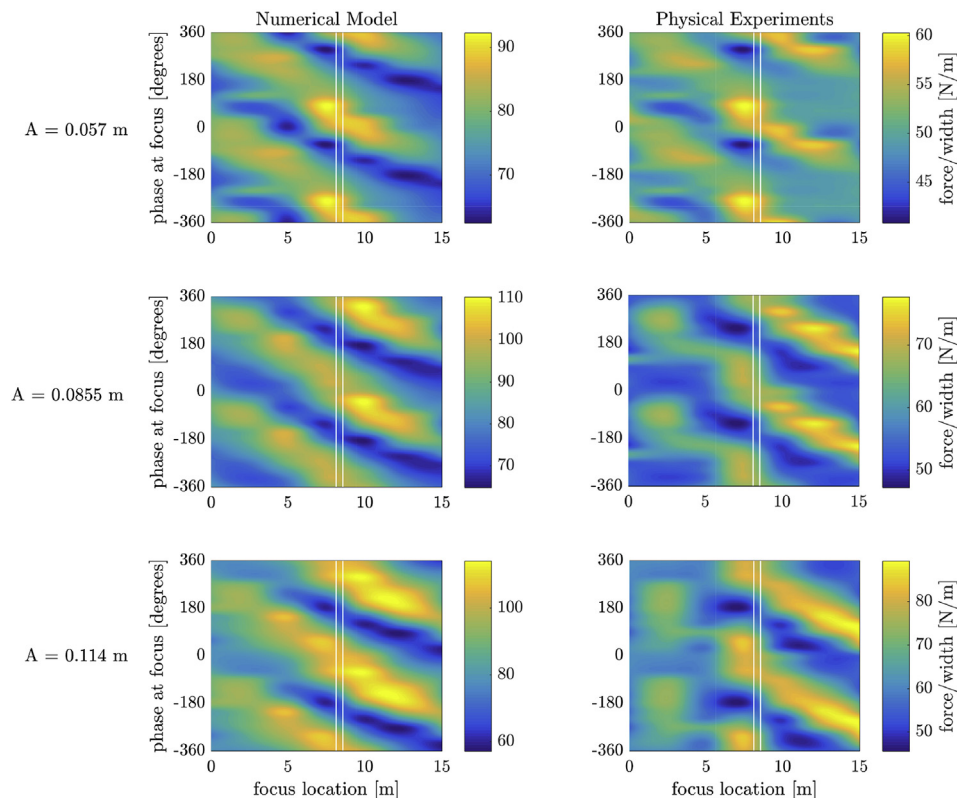 Numerical Model
Physical Experiments
A = 0.057 m
phase at focus [degrees]
360
180
0
-180
-360
0 5 10 15
90
80
70
360
180
0
-180
-360
0 5 10 15
60
55
50
45
force/width [N/m]
A = 0.0855 m
phase at focus [degrees]
360
180
0
-180
-360
0 5 10 15
110
100
90
80
70
360
180
0
-180
-360
0 5 10 15
70
60
50
force/width [N/m]
A = 0.114 m
phase at focus [degrees]
360
180
0
-180
-360
0 5 10 15
focus location [m]
100
80
60
360
180
0
-180
-360
0 5 10 15
focus location [m]
80
70
60
50
force/width [N/m]